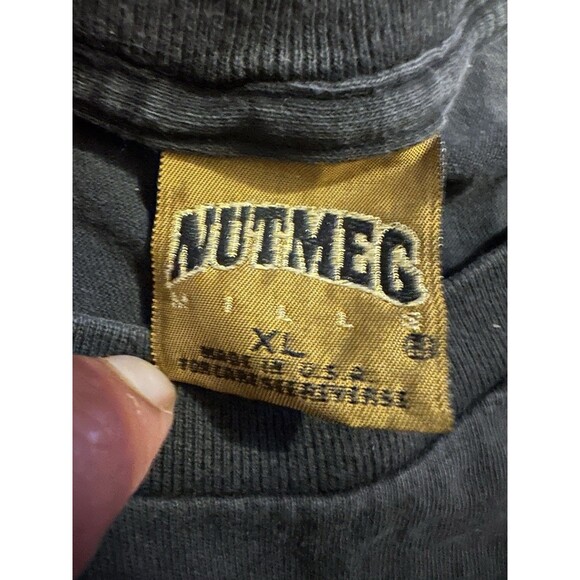 NUTMEG
MILLS
XL
MADE IN U.S.A.
FOR CARE SEE REVERSE